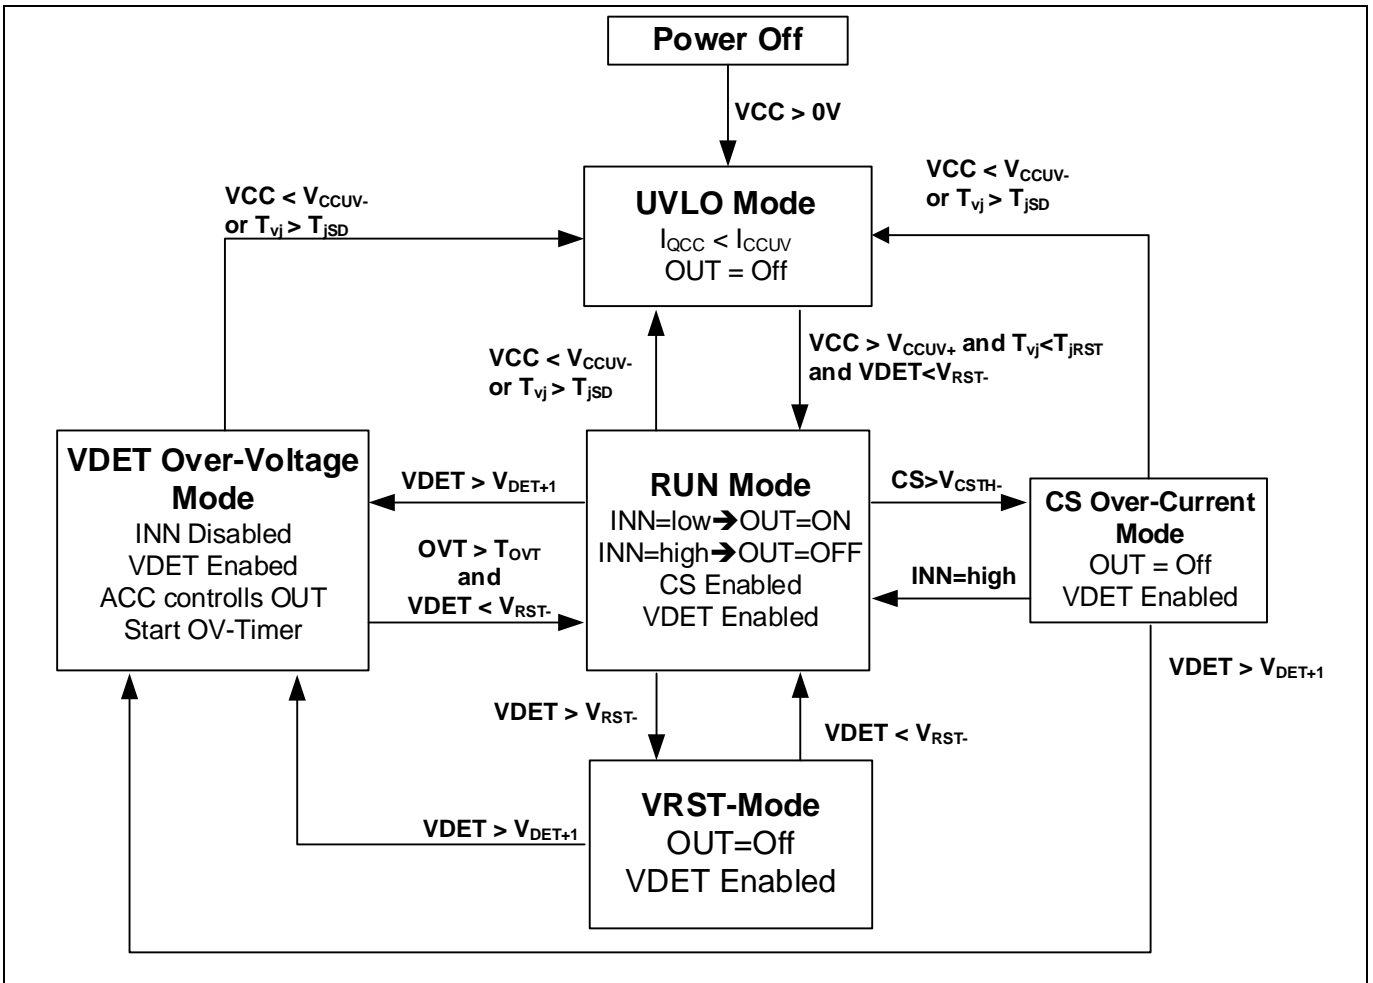 Power Off
VCC > 0V
VCC < VCCUV-
or Tvj > TjSD
UVLO Mode
IQCC < ICCUV
OUT = Off
VCC < VCCUV-
or Tvj > TjSD
VCC < VCCUV-
or Tvj > TjSD
VCC > VCCUV+ and Tvj<TjRST
and VDET<VRST-
VDET Over-Voltage
Mode
INN Disabled
VDET Enabed
ACC controlls OUT
Start OV-Timer
VDET > VDET+1
OVT > TOVT
and
VDET < VRST-
RUN Mode
INN=low➔OUT=ON
INN=high➔OUT=OFF
CS Enabled
VDET Enabled
CS>VCSTH-
INN=high
CS Over-Current
Mode
OUT = Off
VDET Enabled
VDET > VDET+1
VDET > VRST-
VDET < VRST-
VDET > VDET+1
VRST-Mode
OUT=Off
VDET Enabled